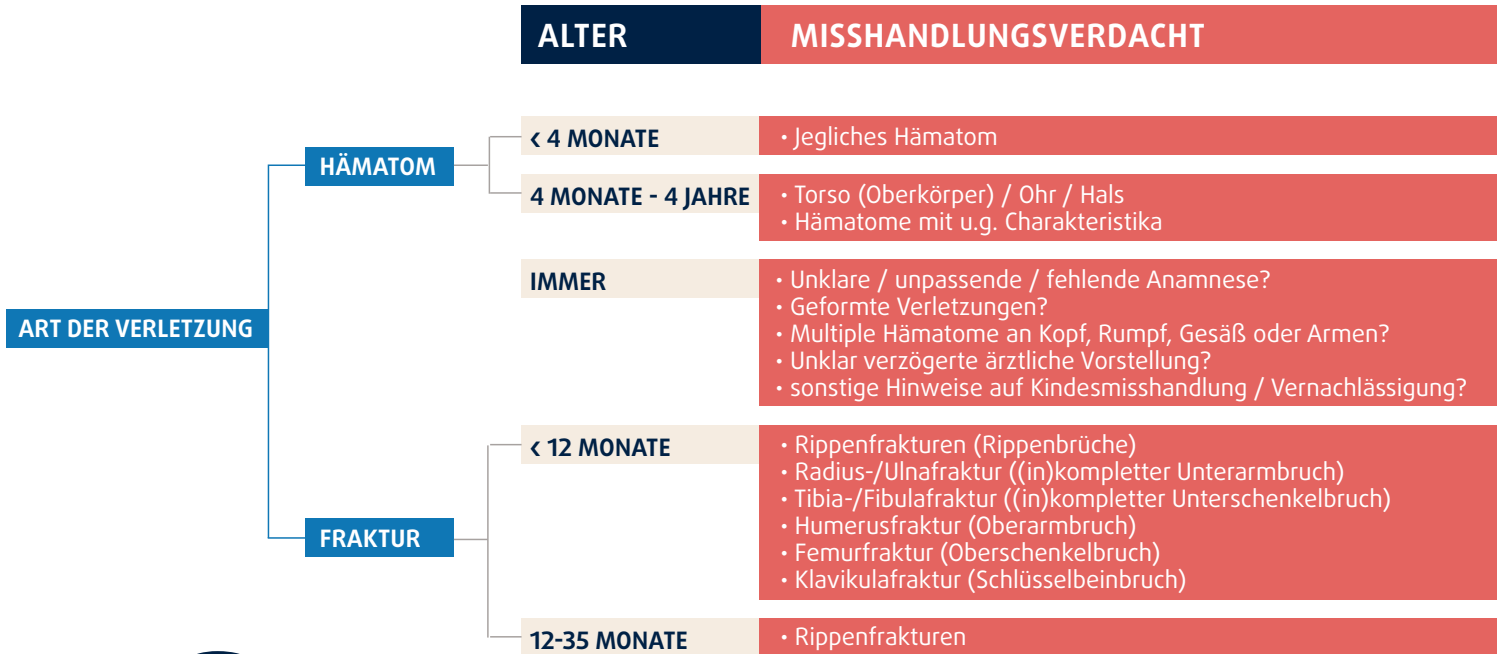 ALTER MISSHANDLUNGSVERDACHT
ART DER VERLETZUNG
HÄMATOM
< 4 MONATE
• Jegliches Hämatom
4 MONATE - 4 JAHRE
• Torso (Oberkörper) / Ohr / Hals
• Hämatome mit u.g. Charakteristika
IMMER
• Unklare / unpassende / fehlende Anamnese?
• Geformte Verletzungen?
• Multiple Hämatome an Kopf, Rumpf, Gesäß oder Armen?
• Unklar verzögerte ärztliche Vorstellung?
• sonstige Hinweise auf Kindesmisshandlung / Vernachlässigung?
FRAKTUR
< 12 MONATE
• Rippenfrakturen (Rippenbrüche)
• Radius-/Ulnafraktur ((in)kompletter Unterarmbruch)
• Tibia-/Fibulafraktur ((in)kompletter Unterschenkelbruch)
• Humerusfraktur (Oberarmbruch)
• Femurfraktur (Oberschenkelbruch)
• Klavikulafraktur (Schlüsselbeinbruch)
12-35 MONATE
• Rippenfrakturen